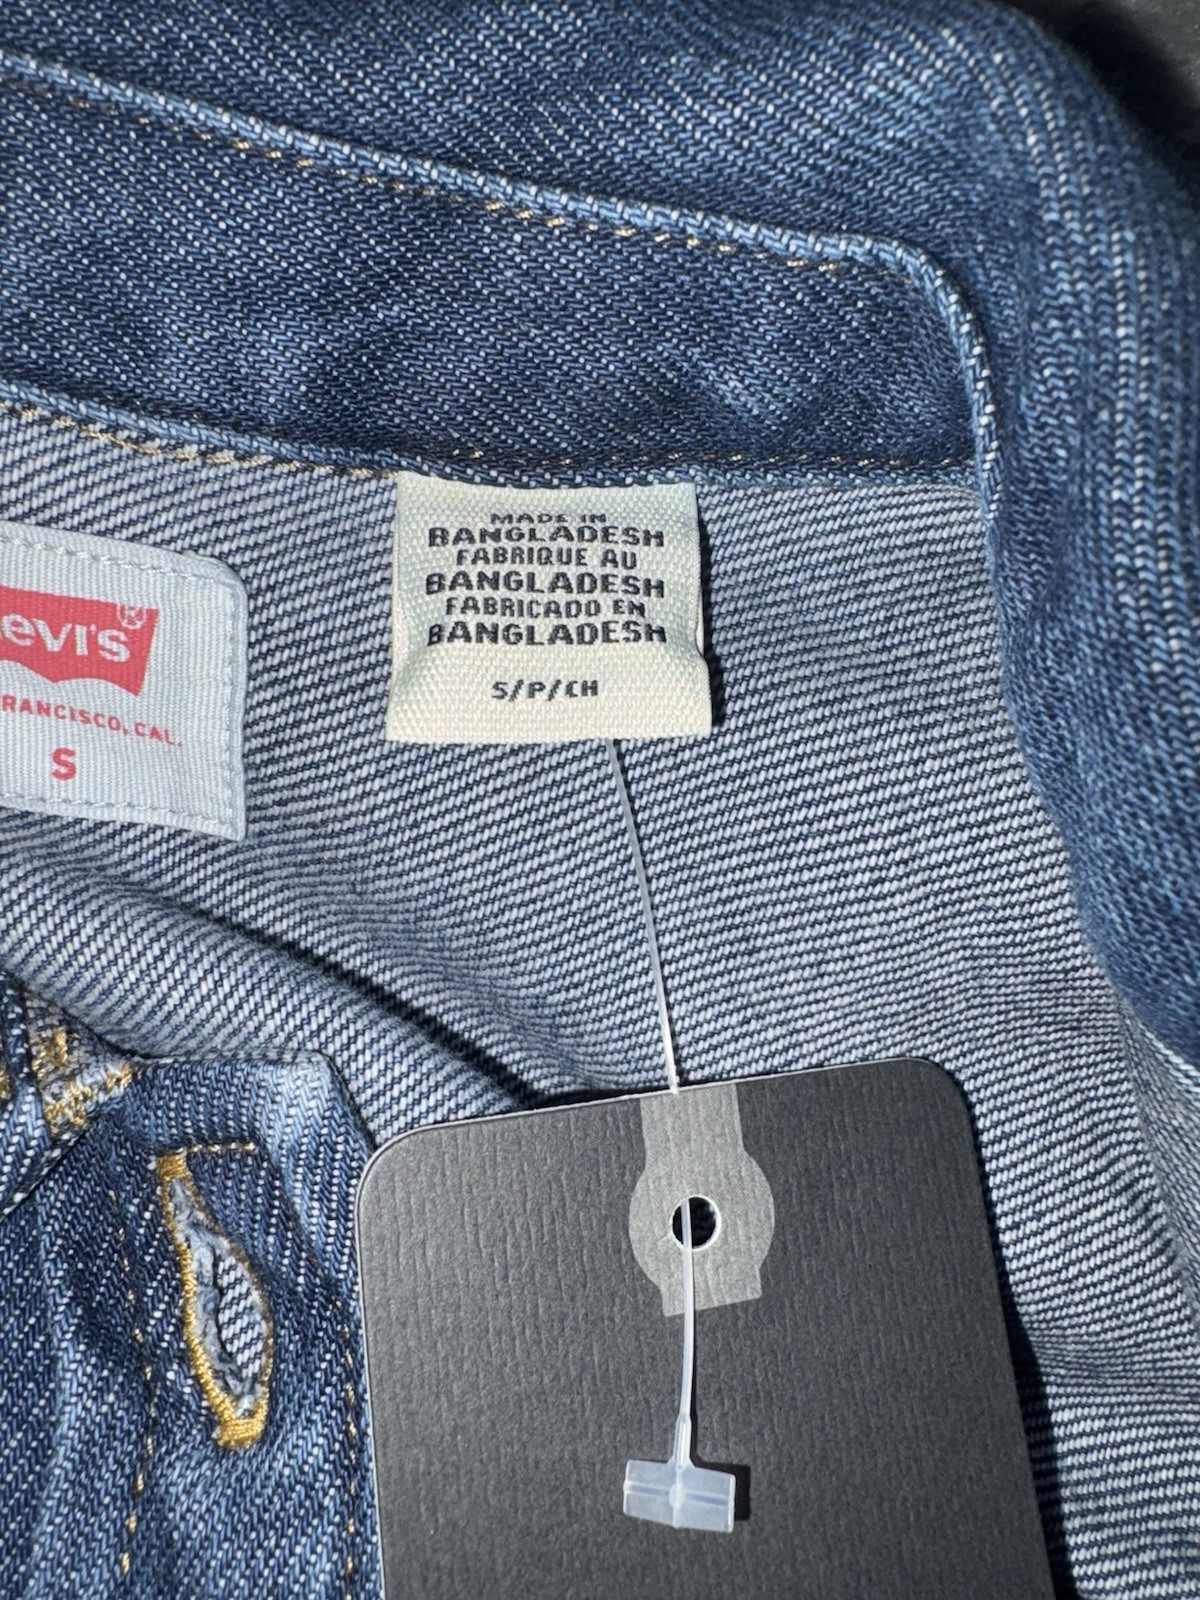 MADE IN
BANGLADESH
FABRIQUE AU
BANGLADESH
FABRICADO EN
BANGLADESH
S/P/CH
evi's®
RANCISCO, CAL.
S